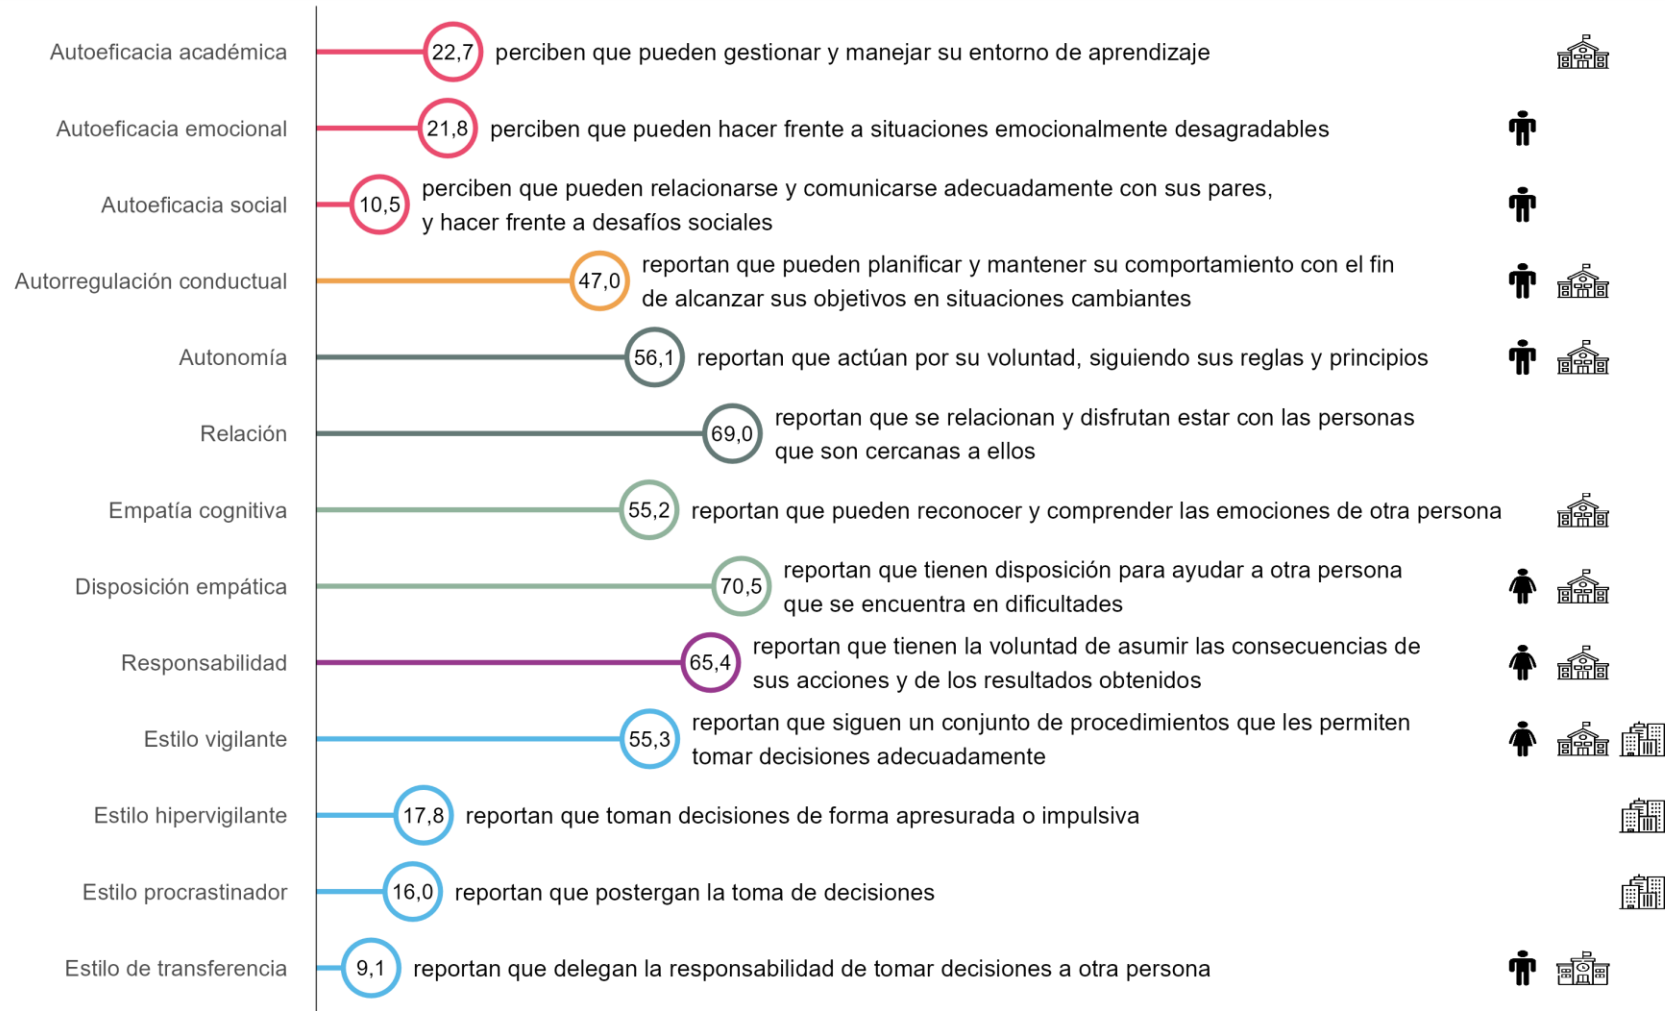 Autoeficacia académica
22,7
perciben que pueden gestionar y manejar su entorno de aprendizaje
Autoeficacia emocional
21,8
perciben que pueden hacer frente a situaciones emocionalmente desagradables
Autoeficacia social
10,5
perciben que pueden relacionarse y comunicarse adecuadamente con sus pares,
y hacer frente a desafíos sociales
Autorregulación conductual
47,0
reportan que pueden planificar y mantener su comportamiento con el fin
de alcanzar sus objetivos en situaciones cambiantes
Autonomía
56,1
reportan que actúan por su voluntad, siguiendo sus reglas y principios
Relación
69,0
reportan que se relacionan y disfrutan estar con las personas
que son cercanas a ellos
Empatía cognitiva
55,2
reportan que pueden reconocer y comprender las emociones de otra persona
Disposición empática
70,5
reportan que tienen disposición para ayudar a otra persona
que se encuentra en dificultades
Responsabilidad
65,4
reportan que tienen la voluntad de asumir las consecuencias de
sus acciones y de los resultados obtenidos
Estilo vigilante
55,3
reportan que siguen un conjunto de procedimientos que les permiten
tomar decisiones adecuadamente
Estilo hipervigilante
17,8
reportan que toman decisiones de forma apresurada o impulsiva
Estilo procrastinador
16,0
reportan que postergan la toma de decisiones
Estilo de transferencia
9,1
reportan que delegan la responsabilidad de tomar decisiones a otra persona